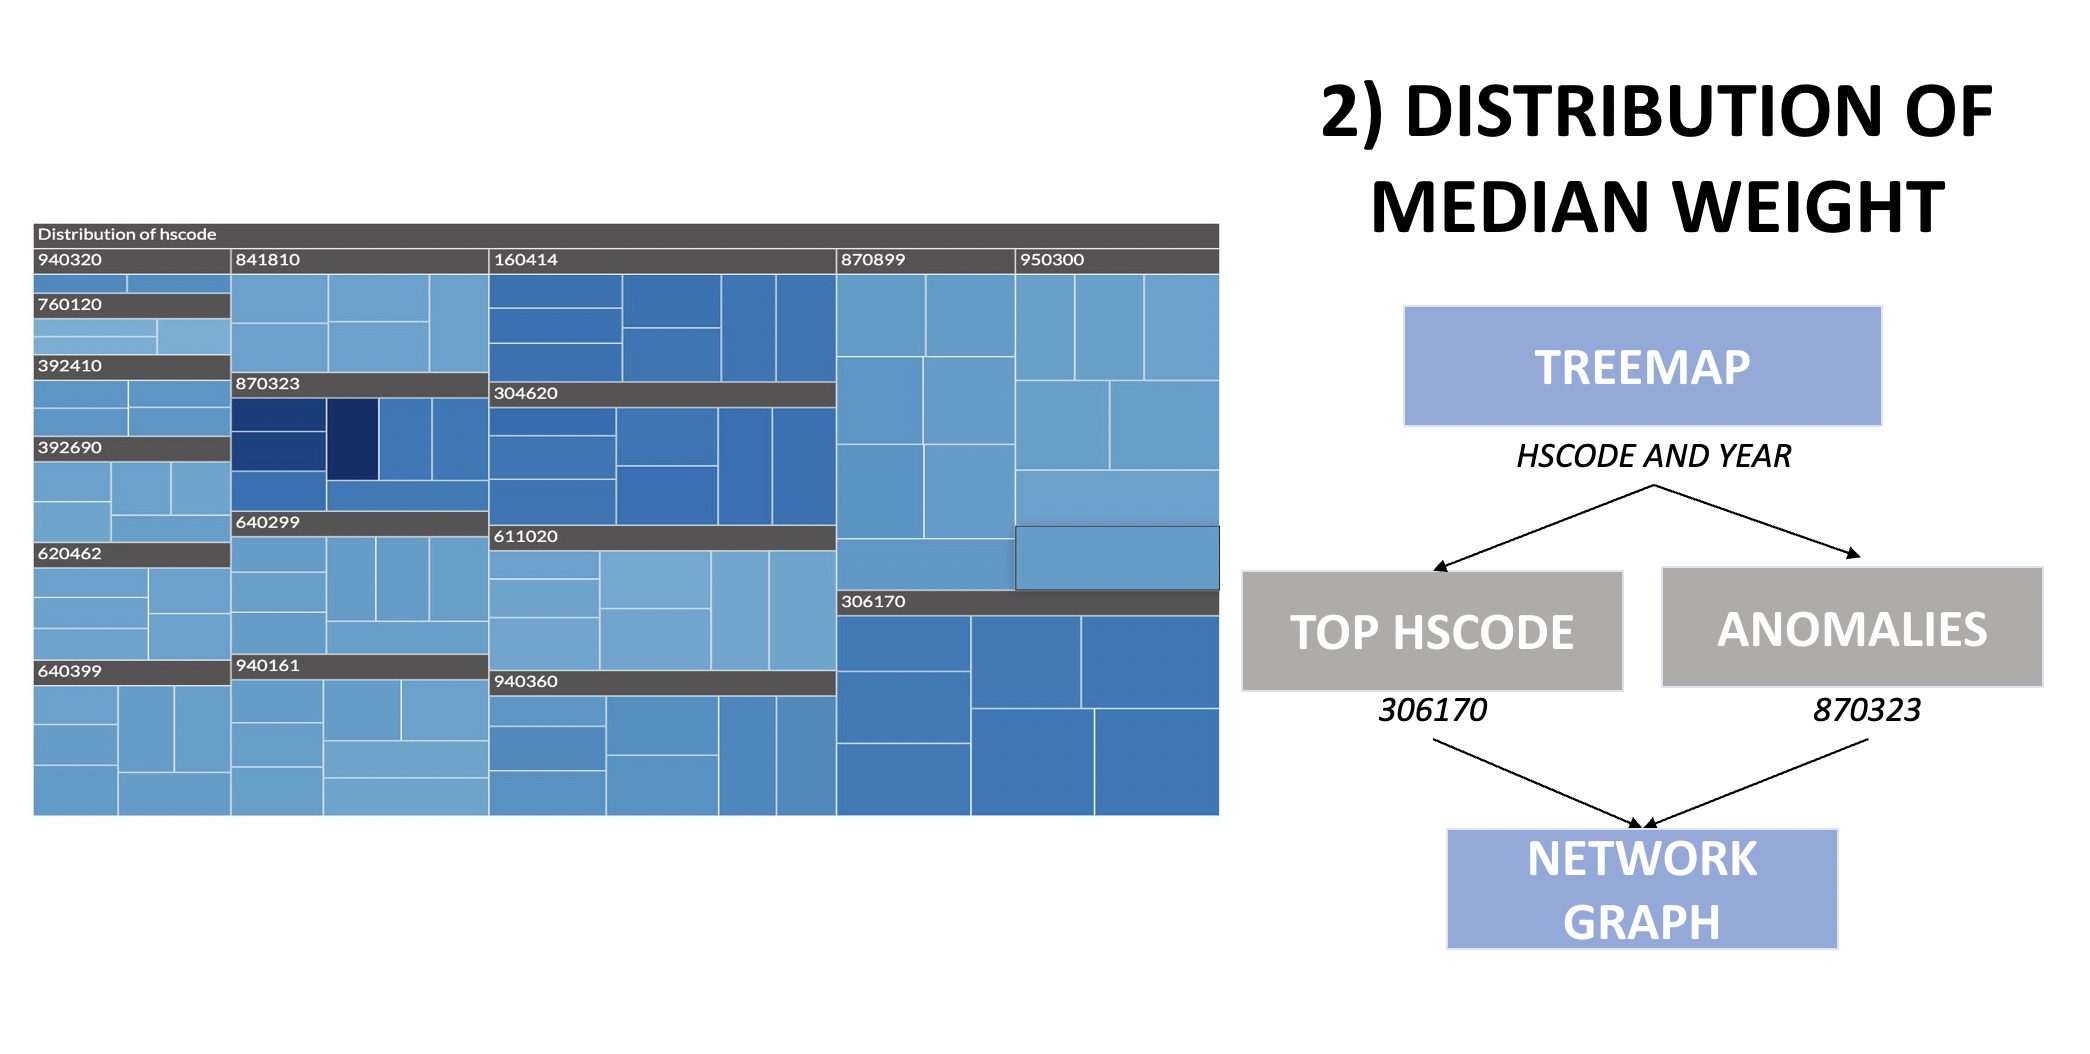 2) DISTRIBUTION OF
MEDIAN WEIGHT
Distribution of hscode
940320
841810
160414
870899
950300
760120
392410
870323
304620
392690
640299
611020
620462
306170
640399
940161
940360
TREEMAP
HSCODE AND YEAR
TOP HSCODE
ANOMALIES
306170
870323
NETWORK
GRAPH